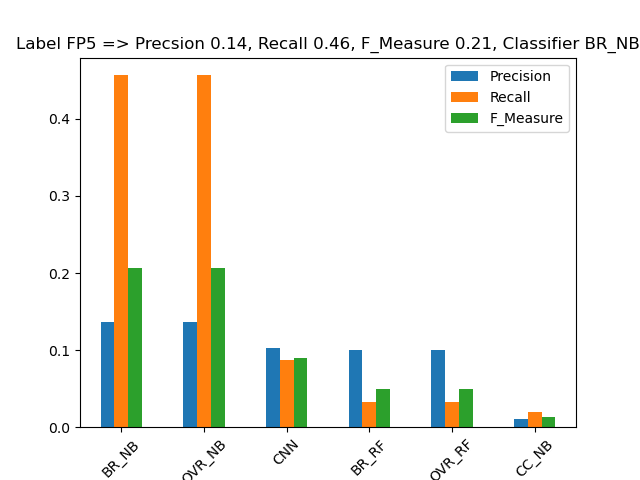 Label FP5 => Precsion 0.14, Recall 0.46, F_Measure 0.21, Classifier BR_NB
Precision
Recall
F_Measure
0.4
0.3
0.2
0.1
0.0
BR_NB
OVR_NB
CNN
BR_RF
OVR_RF
CC_NB